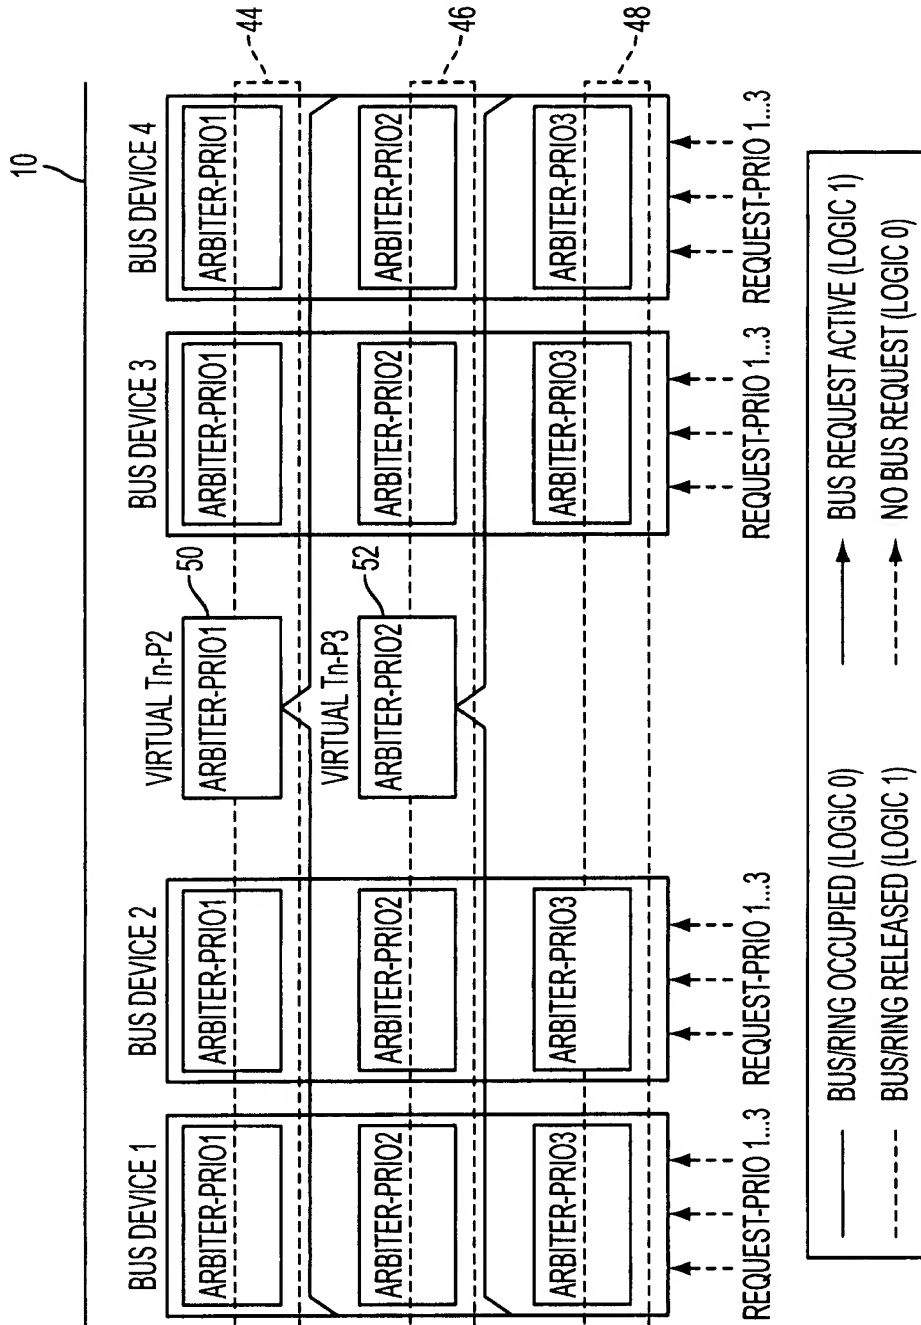 10
BUS DEVICE 1
ARBITER-PRIO1
ARBITER-PRIO2
ARBITER-PRIO3
REQUEST-PRIO 1...3
BUS DEVICE 2
ARBITER-PRIO1
ARBITER-PRIO2
ARBITER-PRIO3
REQUEST-PRIO 1...3
VIRTUAL Tn-P2
ARBITER-PRIO1
50
VIRTUAL Tn-P3
ARBITER-PRIO2
52
BUS DEVICE 3
ARBITER-PRIO1
ARBITER-PRIO2
ARBITER-PRIO3
REQUEST-PRIO 1...3
BUS DEVICE 4
ARBITER-PRIO1
ARBITER-PRIO2
ARBITER-PRIO3
REQUEST-PRIO 1...3
44
46
48
BUS/RING OCCUPIED (LOGIC 0)
BUS/RING RELEASED (LOGIC 1)
BUS REQUEST ACTIVE (LOGIC 1)
NO BUS REQUEST (LOGIC 0)